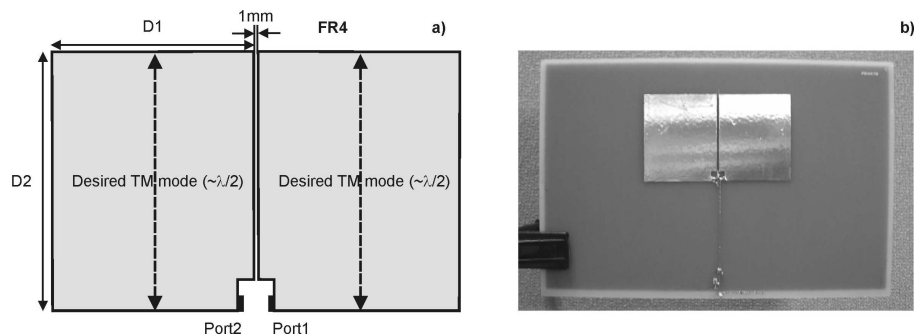 1mm
D1
FR4
a)
b)
D2
Desired TM mode (~λ/2)
Desired TM mode (~λ/2)
Port2
Port1